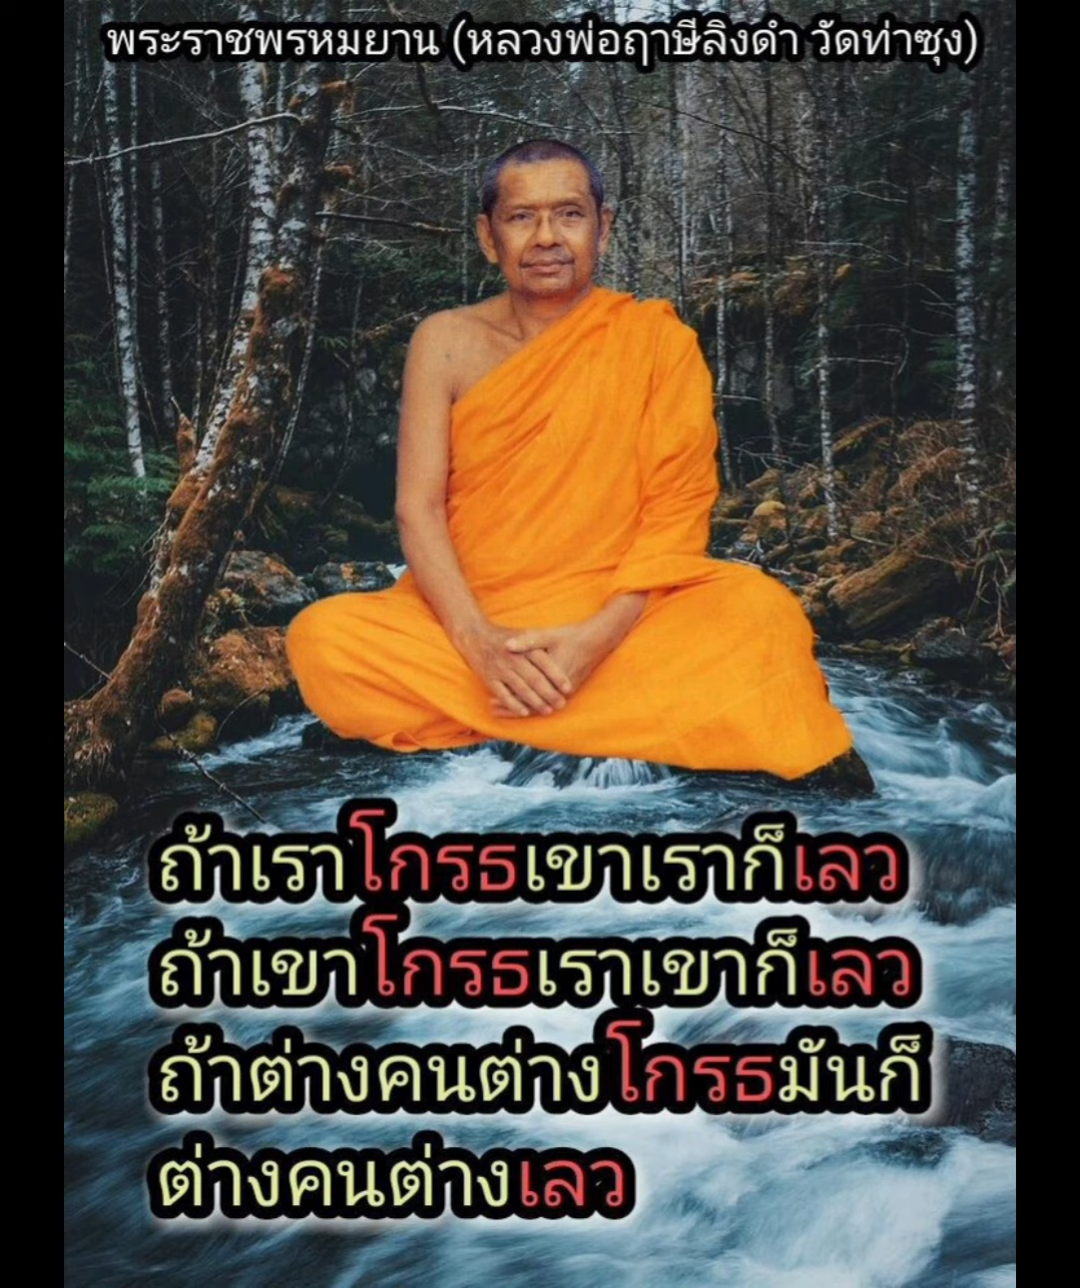 พระราชพรหมยาน (หลวงพ่อฤาษีลิงดำ วัดท่าซุง)
ถ้าเราโกรธเขาเราก็เลว
ถ้าเขาโกรธเราเขาก็เลว
ถ้าต่างคนต่างโกรธมันก็
ต่างคนต่างเลว